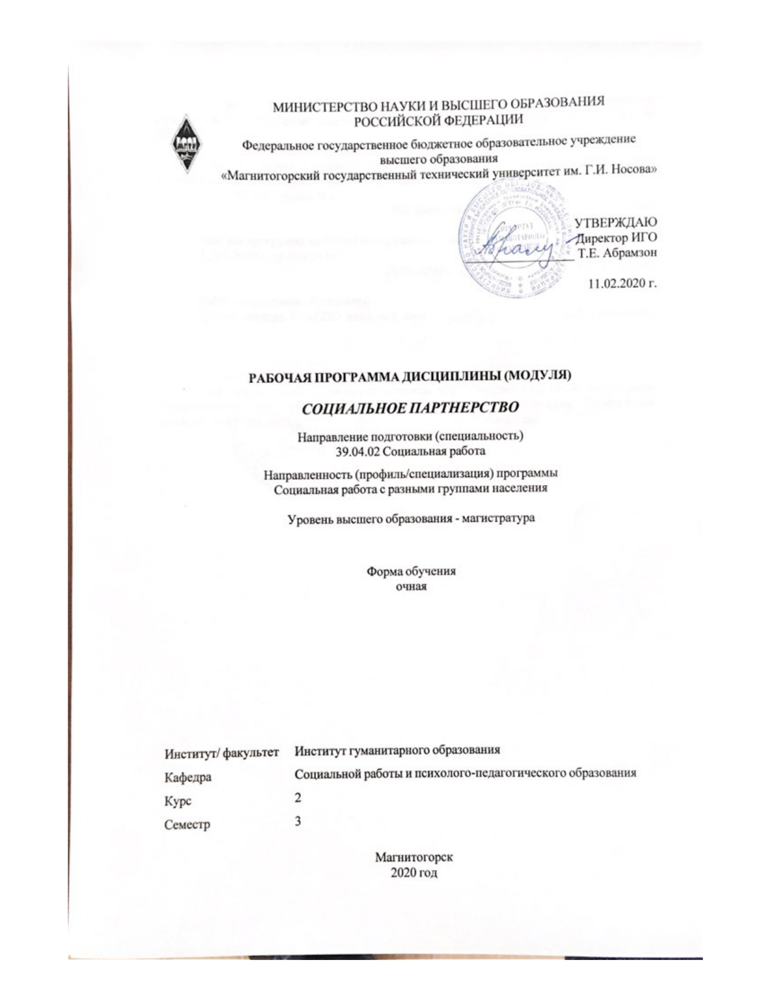 МИНИСТЕРСТВО НАУКИ И ВЫСШЕГО ОБРАЗОВАНИЯ
РОССИЙСКОЙ ФЕДЕРАЦИИ
Федеральное государственное бюджетное образовательное учреждение
высшего образования
«Магнитогорский государственный технический университет им. Г.И. Носова»
УТВЕРЖДАЮ
Директор ИГО
Т.Е. Абрамзон
11.02.2020 г.
РАБОЧАЯ ПРОГРАММА ДИСЦИПЛИНЫ (МОДУЛЯ)
СОЦИАЛЬНОЕ ПАРТНЕРСТВО
Направление подготовки (специальность)
39.04.02 Социальная работа
Направленность (профиль/специализация) программы
Социальная работа с разными группами населения
Уровень высшего образования - магистратура
Форма обучения
очная
Институт/ факультет Институт гуманитарного образования
Кафедра Социальной работы и психолого-педагогического образования
Курс 2
Семестр 3
Магнитогорск
2020 год